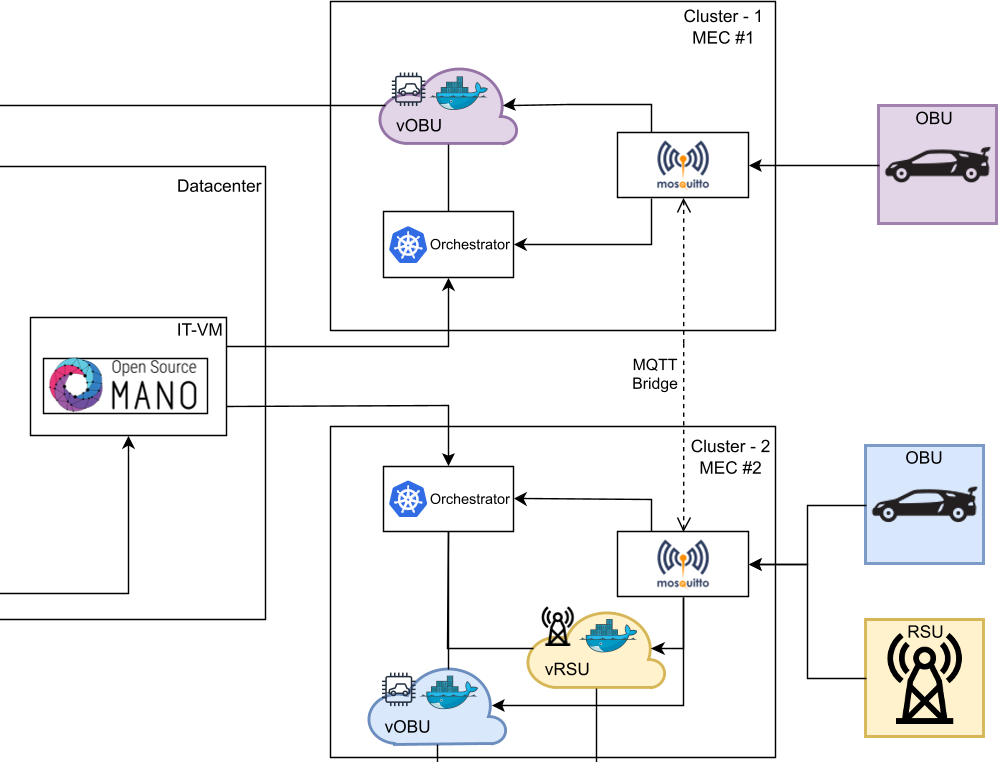 Cluster - 1
MEC #1
vOBU
mosquitto
OBU
Datacenter
Orchestrator
IT-VM
Open Source
MANO
MQTT
Bridge
Cluster - 2
MEC #2
OBU
Orchestrator
mosquitto
RSU
vRSU
vOBU